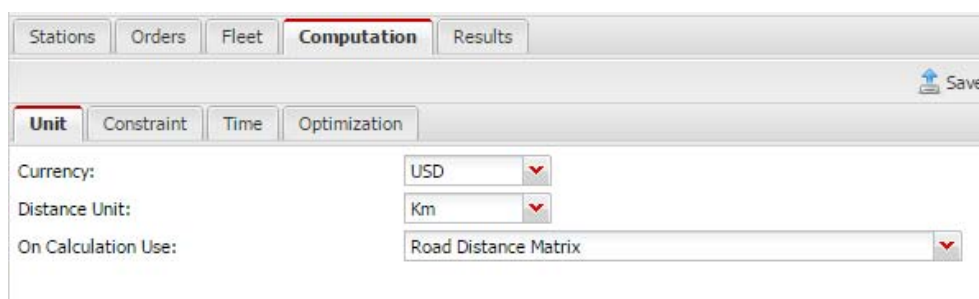 Stations Orders Fleet Computation Results
Save
Unit Constraint Time Optimization
Currency: USD
Distance Unit: Km
On Calculation Use: Road Distance Matrix